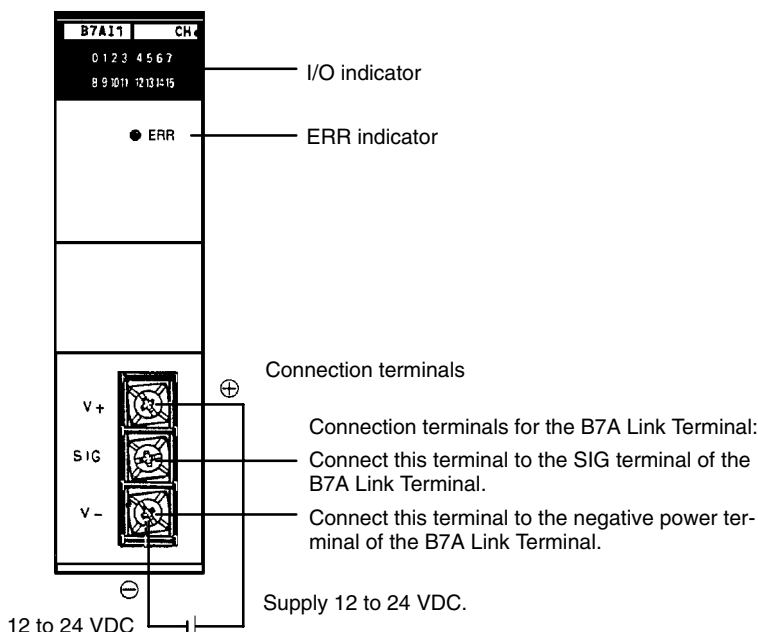 B7AI1 CH
0 1 2 3 4 5 6 7
8 9 10 11 12 13 14 15
I/O indicator
ERR
ERR indicator
Connection terminals
V+
Connection terminals for the B7A Link Terminal:
SIG
Connect this terminal to the SIG terminal of the
B7A Link Terminal.
V−
Connect this terminal to the negative power ter-
minal of the B7A Link Terminal.
Supply 12 to 24 VDC.
12 to 24 VDC